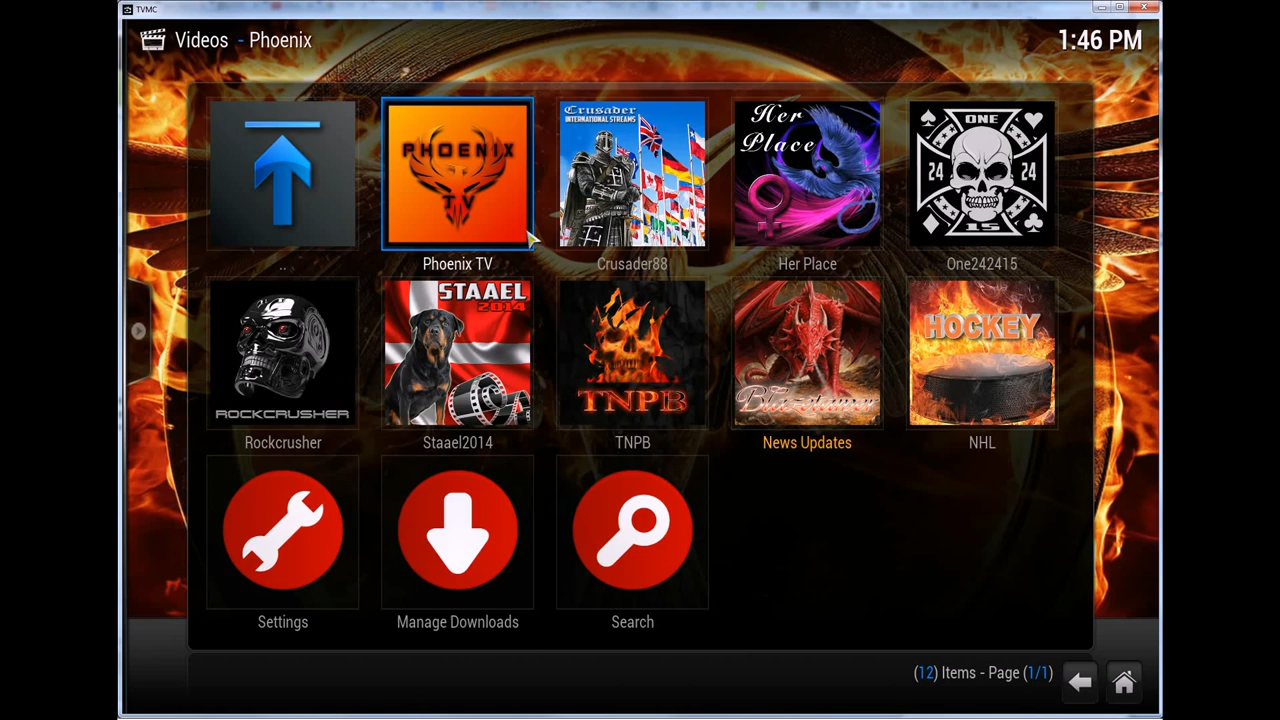 TVMC
Videos - Phoenix
1:46 PM
PHOENIX
TV
Crusader
INTERNATIONAL STREAMS
Her
Place
ONE
24 24
15
..
Phoenix TV
Crusader88
Her Place
One242415
ROCKCRUSHER
STAAEL
2014
TNPB
Blazetamer
HOCKEY
Rockcrusher
Staael2014
TNPB
News Updates
NHL
Settings
Manage Downloads
Search
(12) Items - Page (1/1)